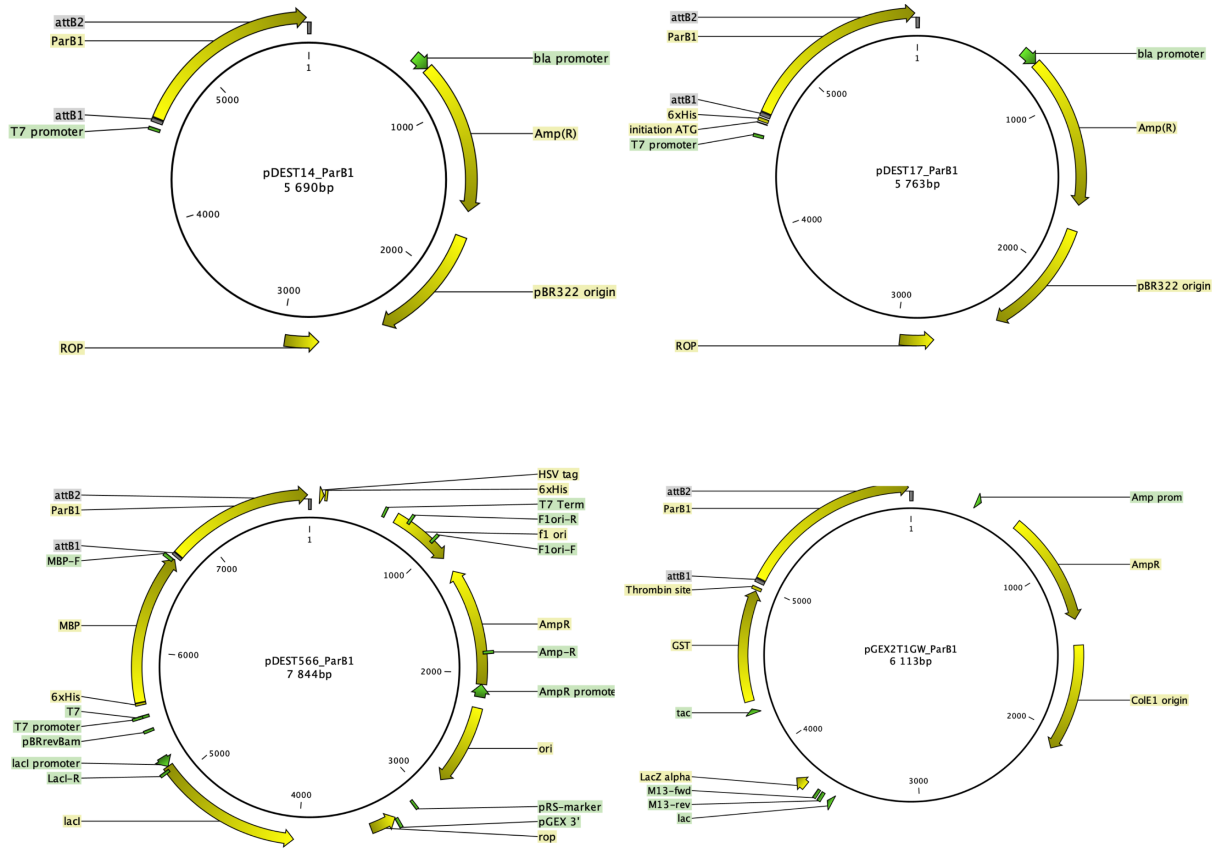 attB2
ParB1
attB1
T7 promoter
ROP
1
1000
2000
3000
4000
5000
pDEST14_ParB1
5 690bp
bla promoter
Amp(R)
pBR322 origin
attB2
ParB1
attB1
6xHis
initiation ATG
T7 promoter
ROP
1
1000
2000
3000
4000
5000
pDEST17_ParB1
5 763bp
bla promoter
Amp(R)
pBR322 origin
attB2
ParB1
attB1
MBP-F
MBP
6xHis
T7
T7 promoter
pBRrevBam
lacI promoter
LacI-R
lacI
1
1000
2000
3000
4000
5000
6000
7000
pDEST566_ParB1
7 844bp
HSV tag
6xHis
T7 Term
F1ori-R
f1 ori
F1ori-F
AmpR
Amp-R
AmpR promote
ori
pRS-marker
pGEX 3'
rop
attB2
ParB1
attB1
Thrombin site
GST
tac
LacZ alpha
M13-fwd
M13-rev
lac
1
1000
2000
3000
4000
5000
pGEX2T1GW_ParB1
6 113bp
Amp prom
AmpR
ColE1 origin